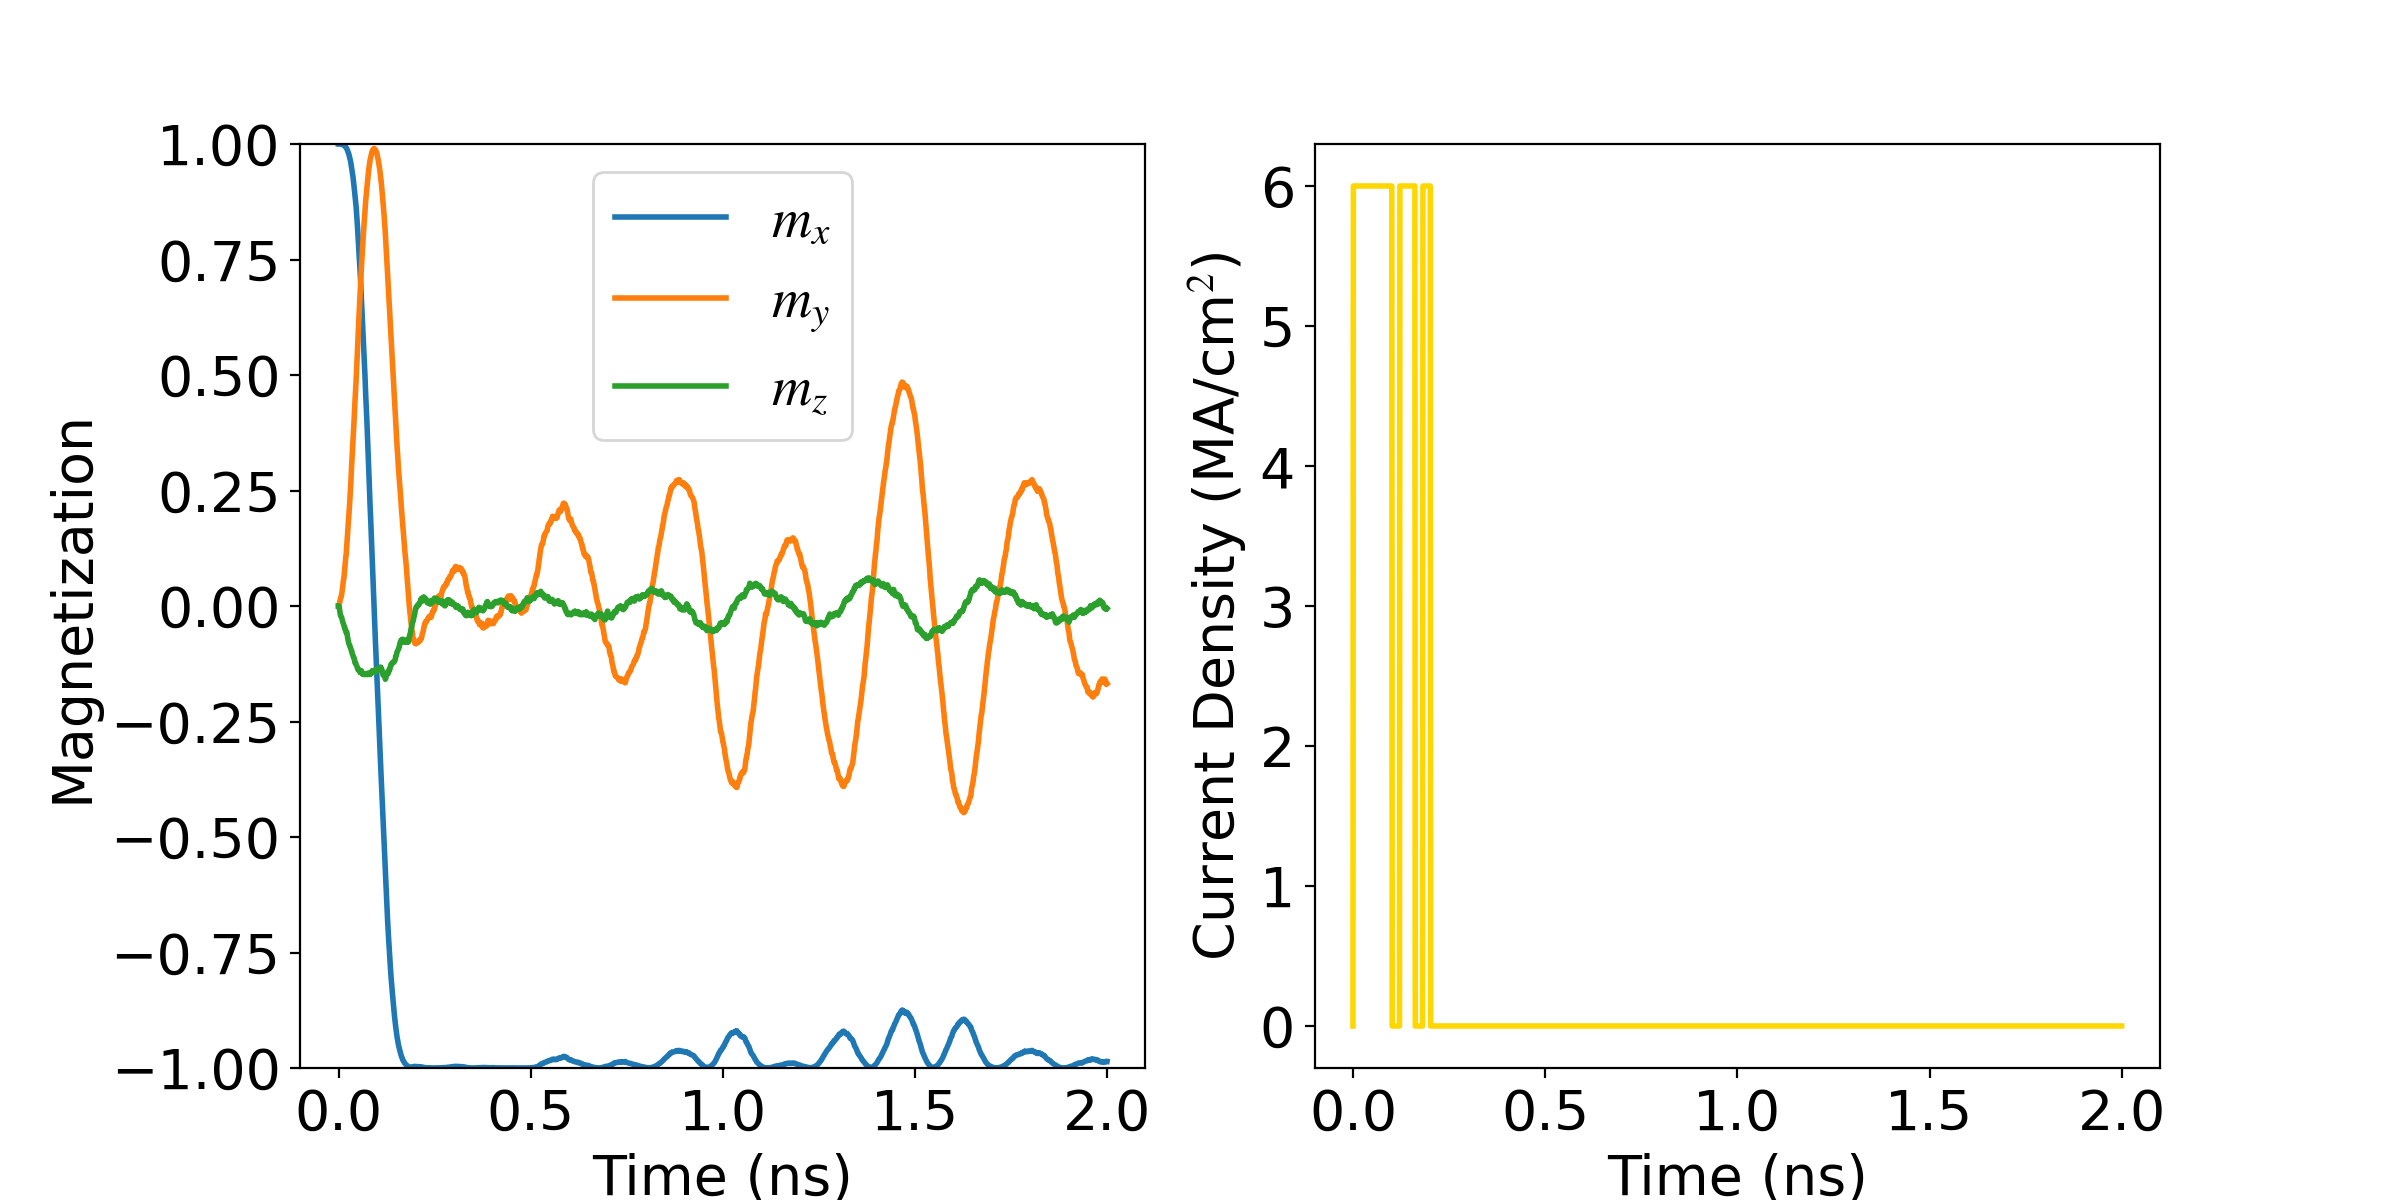 1.00
0.75
0.50
0.25
0.00
−0.25
−0.50
−0.75
−1.00
Magnetization
0.0 0.5 1.0 1.5 2.0
Time (ns)
m_x
m_y
m_z
6
5
4
3
2
1
0
Current Density (MA/cm²)
0.0 0.5 1.0 1.5 2.0
Time (ns)